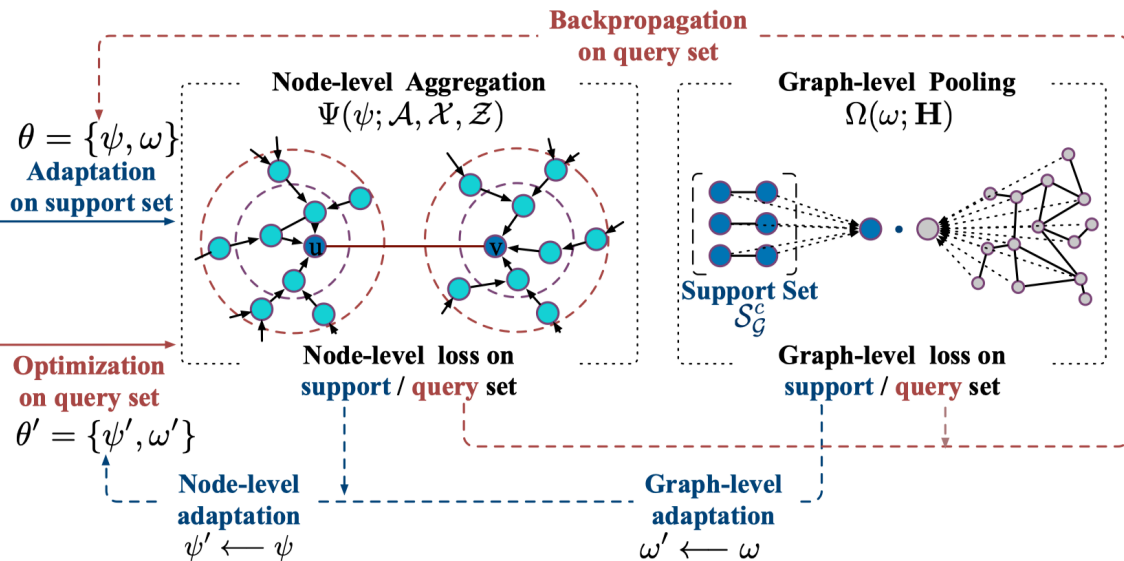 Backpropagation
on query set
Node-level Aggregation
Ψ(ψ; 𝒜, 𝒳, 𝒵)
Graph-level Pooling
Ω(ω; H)
θ = {ψ, ω}
Adaptation
on support set
u
v
Support Set
𝒮_𝒢^c
Optimization
on query set
θ′ = {ψ′, ω′}
Node-level loss on
support / query set
Graph-level loss on
support / query set
Node-level
adaptation
ψ′ ⟵ ψ
Graph-level
adaptation
ω′ ⟵ ω